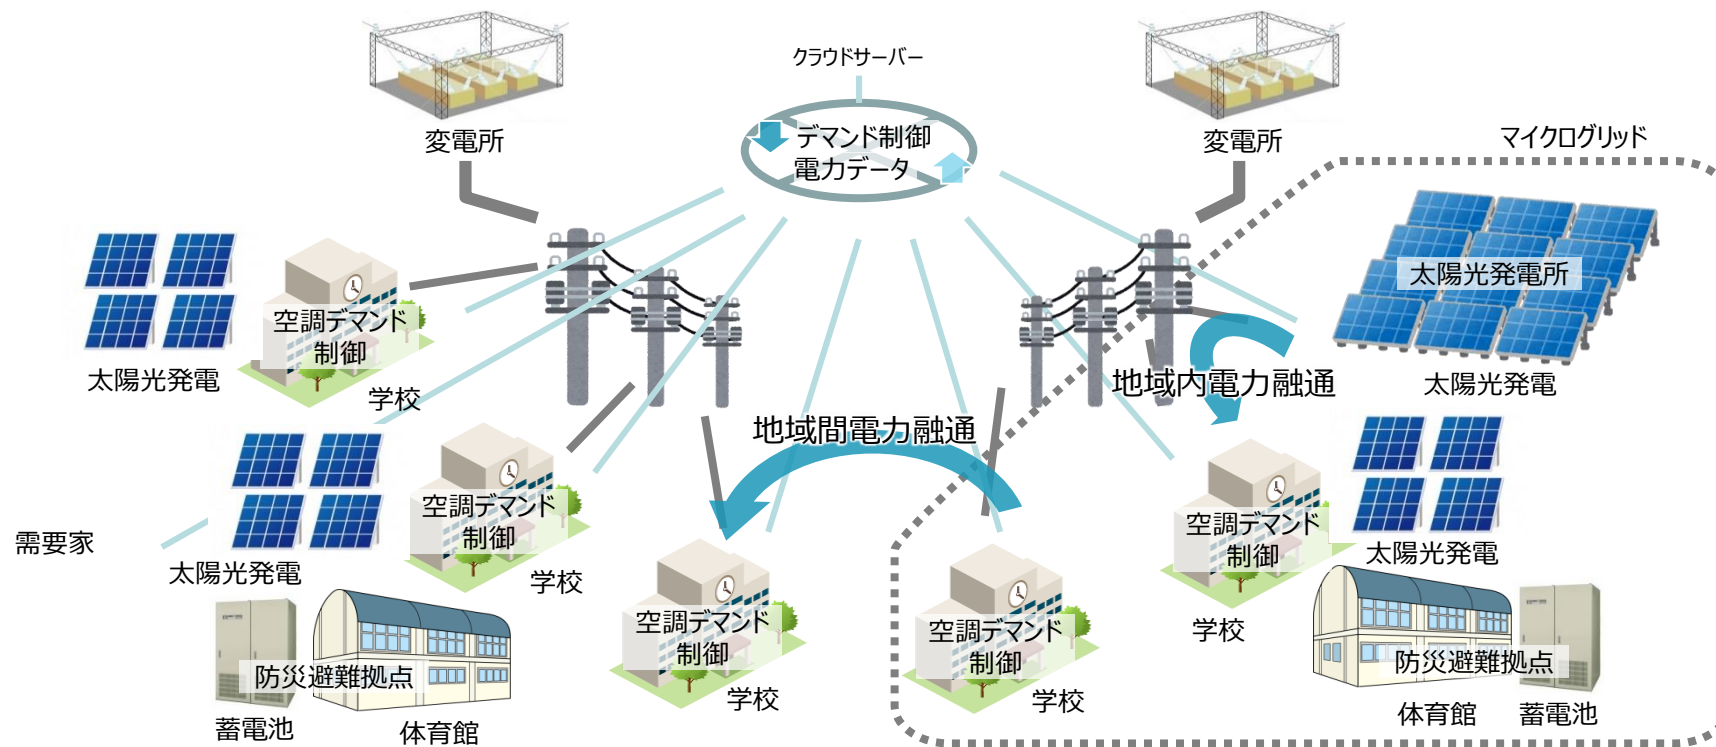 クラウドサーバー
変電所
デマンド制御
電力データ
変電所
マイクログリッド
太陽光発電所
空調デマンド
制御
太陽光発電
学校
地域内電力融通
太陽光発電
地域間電力融通
空調デマンド
制御
学校
太陽光発電
需要家
空調デマンド
制御
太陽光発電
学校
空調デマンド
制御
学校
空調デマンド
制御
学校
防災避難拠点
蓄電池
体育館
防災避難拠点
体育館
蓄電池